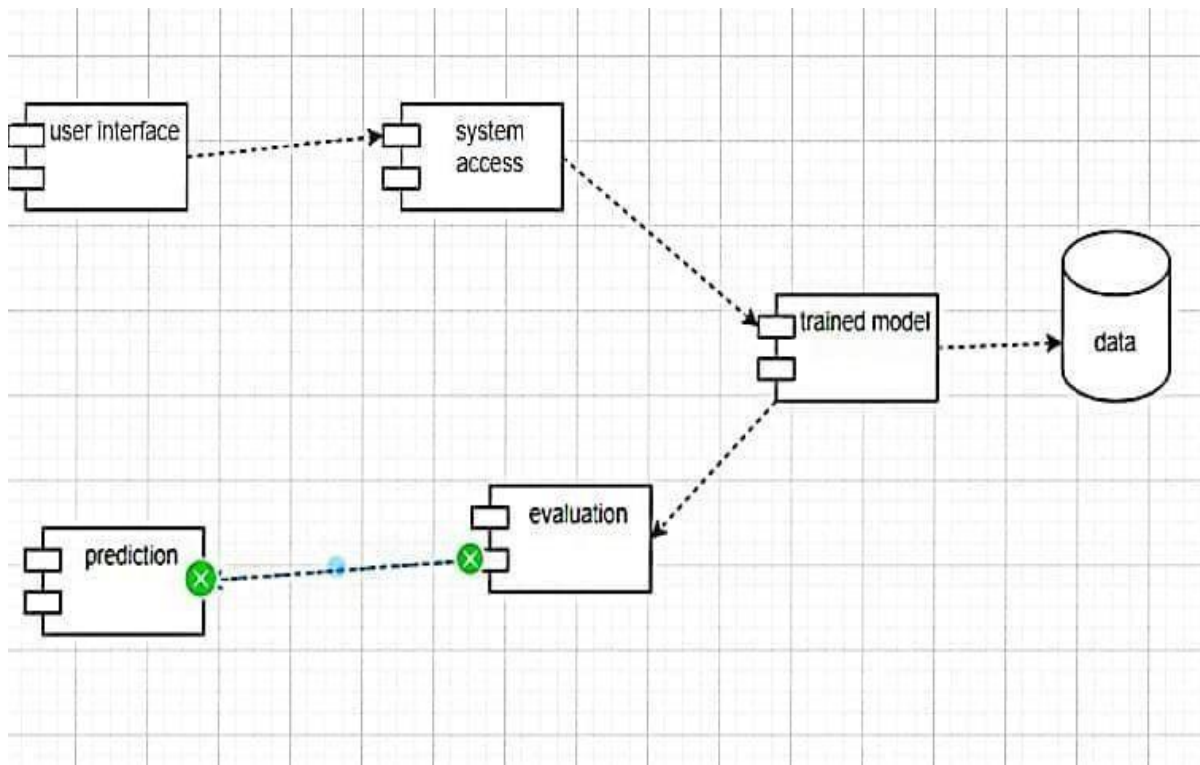 user interface
system
access
trained model
data
evaluation
prediction